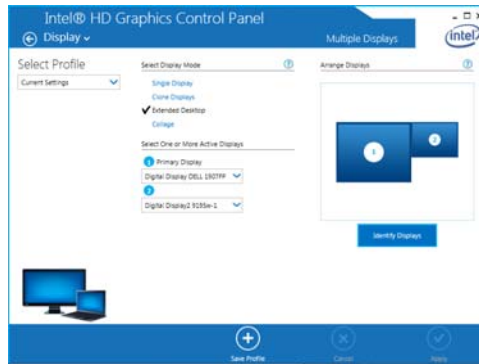 Intel® HD Graphics Control Panel
Display
Multiple Displays
intel
Select Profile
Current Settings
Select Display Mode
?
Single Display
Clone Displays
Extended Desktop
Collage
Select One or More Active Displays
1 Primary Display
Digital Display DELL 1907FP
2
Arrange Displays
?
1
2
Identify Displays
Save Profile
Cancel
Apply